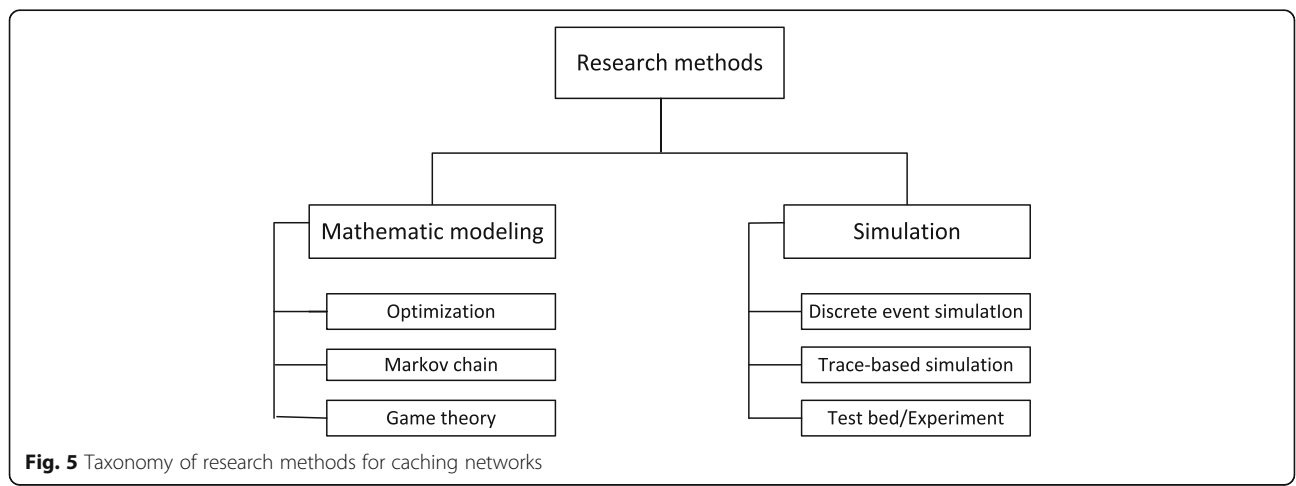 Research methods
Mathematic modeling
Optimization
Markov chain
Game theory
Simulation
Discrete event simulatIon
Trace-based simulation
Test bed/Experiment
Fig. 5 Taxonomy of research methods for caching networks